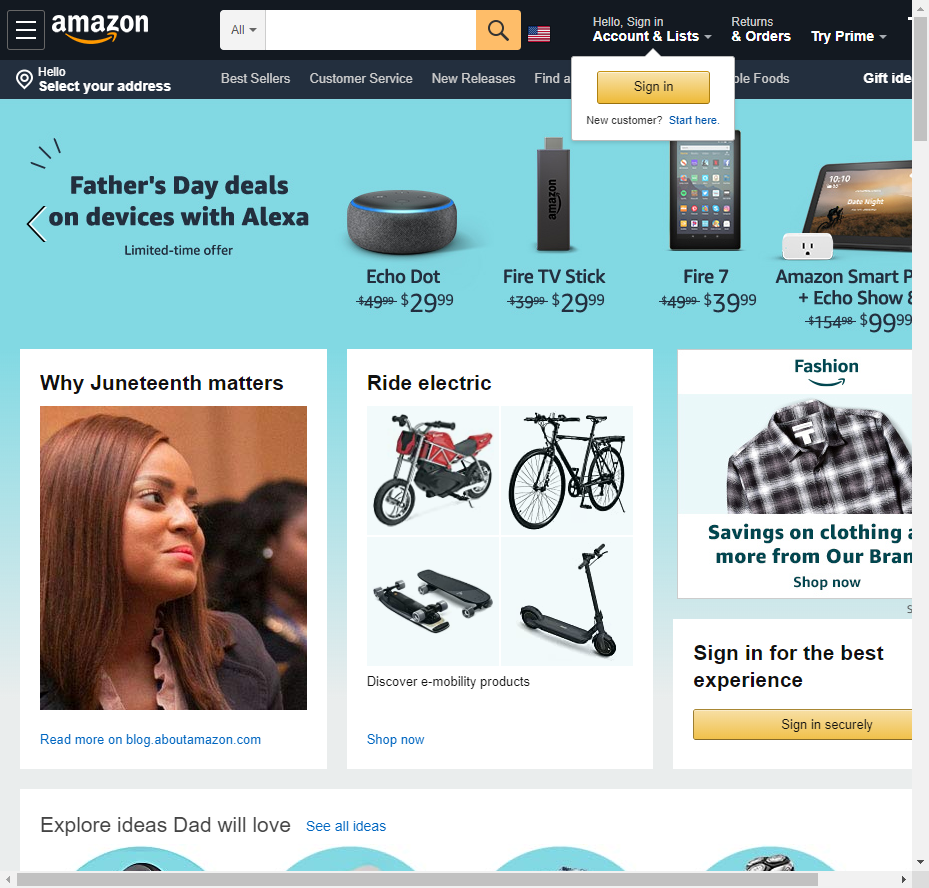 amazon
All
Hello, Sign in
Account & Lists
Returns
& Orders
Try Prime
Hello
Select your address
Best Sellers
Customer Service
New Releases
Find a
Foods
Gift
Sign in
New customer? Start here.
Father's Day deals
on devices with Alexa
Limited-time offer
amazon
10:10
Date Night
Echo Dot
$49.99 $29.99
Fire TV Stick
$39.99 $29.99
Fire 7
$49.99 $39.99
Amazon Smart
+ Echo Show
$154.98 $99.99
Why Juneteenth matters
Read more on blog.aboutamazon.com
Ride electric
Discover e-mobility products
Shop now
Fashion
Savings on clothing
more from Our
Shop now
Sign in for the best
experience
Sign in securely
Explore ideas Dad will love
See all ideas